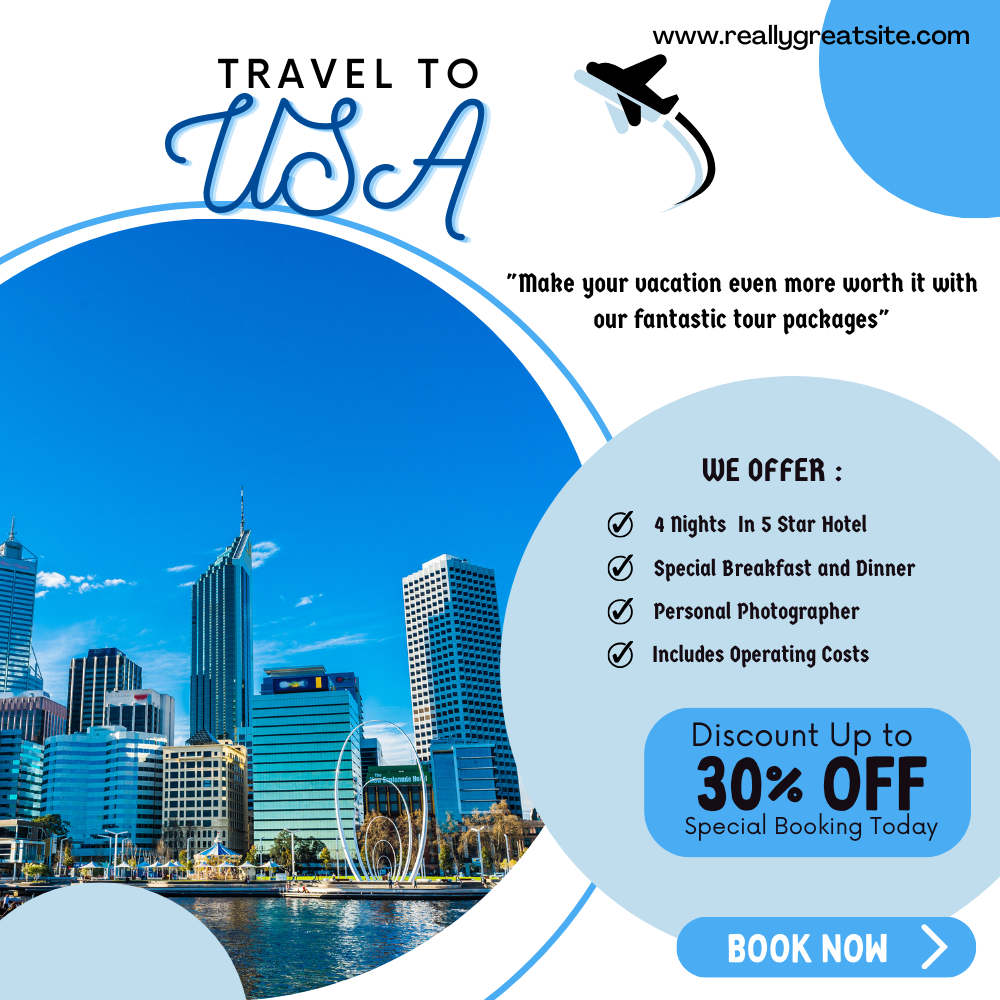 www.reallygreatsite.com
TRAVEL TO
USA
"Make your vacation even more worth it with
our fantastic tour packages"
WE OFFER :
4 Nights In 5 Star Hotel
Special Breakfast and Dinner
Personal Photographer
Includes Operating Costs
Discount Up to
30% OFF
Special Booking Today
BOOK NOW